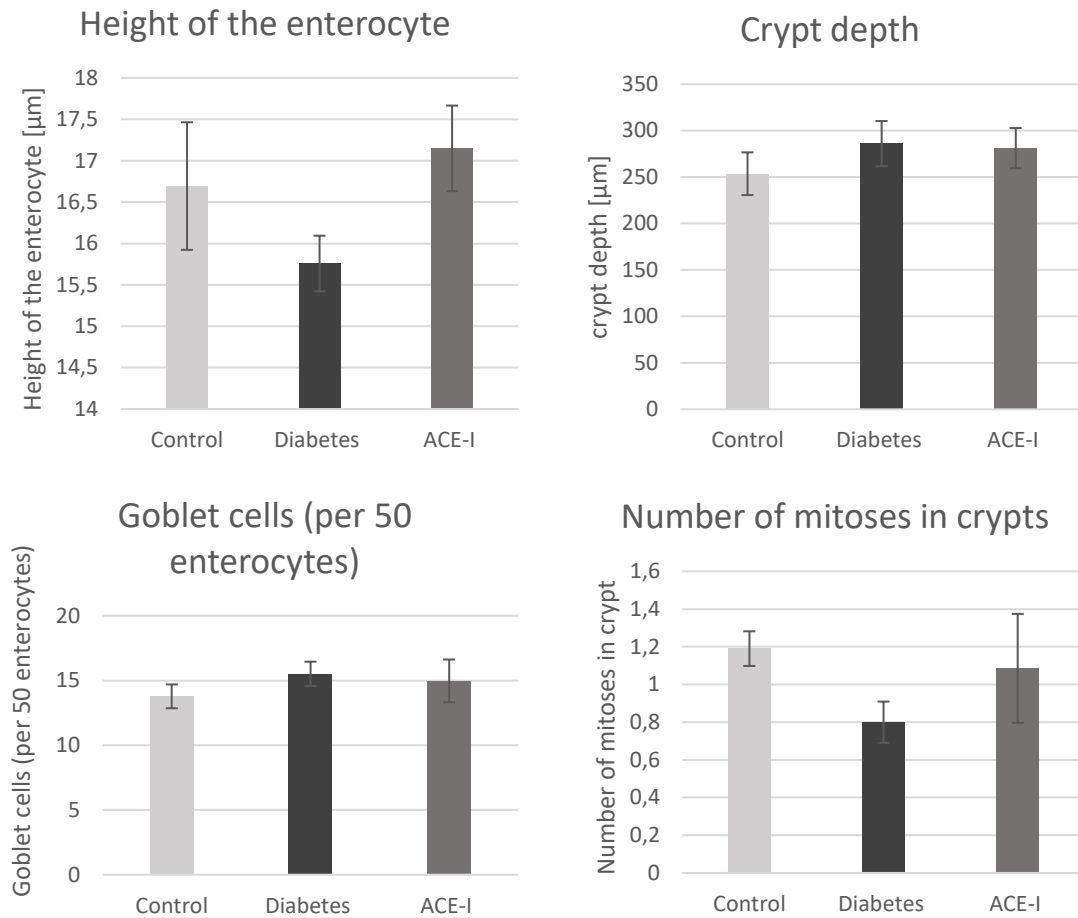 Height of the enterocyte
Height of the enterocyte [µm]
18
17,5
17
16,5
16
15,5
15
14,5
14
Control Diabetes ACE-I
Crypt depth
crypt depth [µm]
350
300
250
200
150
100
50
0
Control Diabetes ACE-I
Goblet cells (per 50
enterocytes)
Goblet cells (per 50 enterocytes)
20
15
10
5
0
Control Diabetes ACE-I
Number of mitoses in crypts
Number of mitoses in crypt
1,6
1,4
1,2
1
0,8
0,6
0,4
0,2
0
Control Diabetes ACE-I